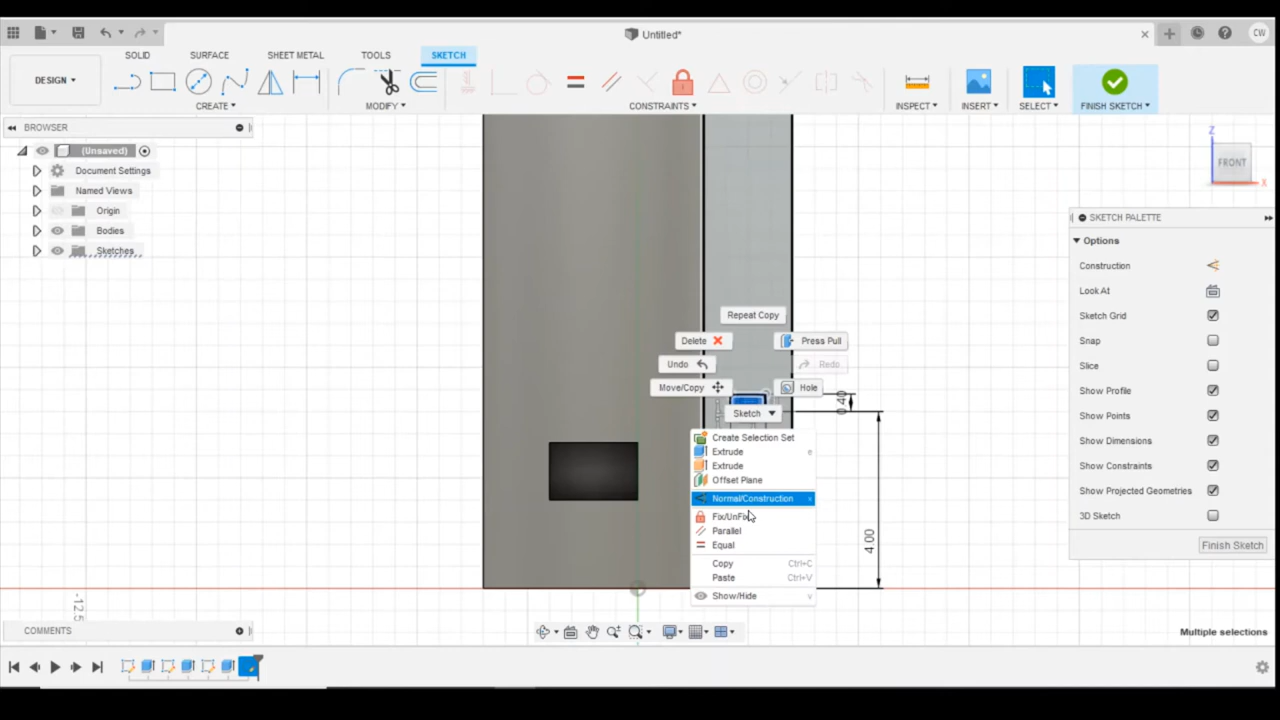 Untitled*
CW
SOLID SURFACE SHEET METAL TOOLS SKETCH
DESIGN
CREATE MODIFY CONSTRAINTS INSPECT INSERT SELECT FINISH SKETCH
BROWSER
(Unsaved)
Document Settings
Named Views
Origin
Bodies
Sketches
Z
FRONT
X
SKETCH PALETTE
Options
Construction
Look At
Sketch Grid
Snap
Slice
Show Profile
Show Points
Show Dimensions
Show Constraints
Show Projected Geometries
3D Sketch
Finish Sketch
Repeat Copy
Delete
Press Pull
Undo
Redo
Move/Copy
Hole
Sketch
0.40
Create Selection Set
Extrude e
Extrude
Offset Plane
Normal/Construction x
Fix/UnFix
Parallel
Equal
Copy Ctrl+C
Paste Ctrl+V
Show/Hide v
4.00
-12.5
COMMENTS
Multiple selections